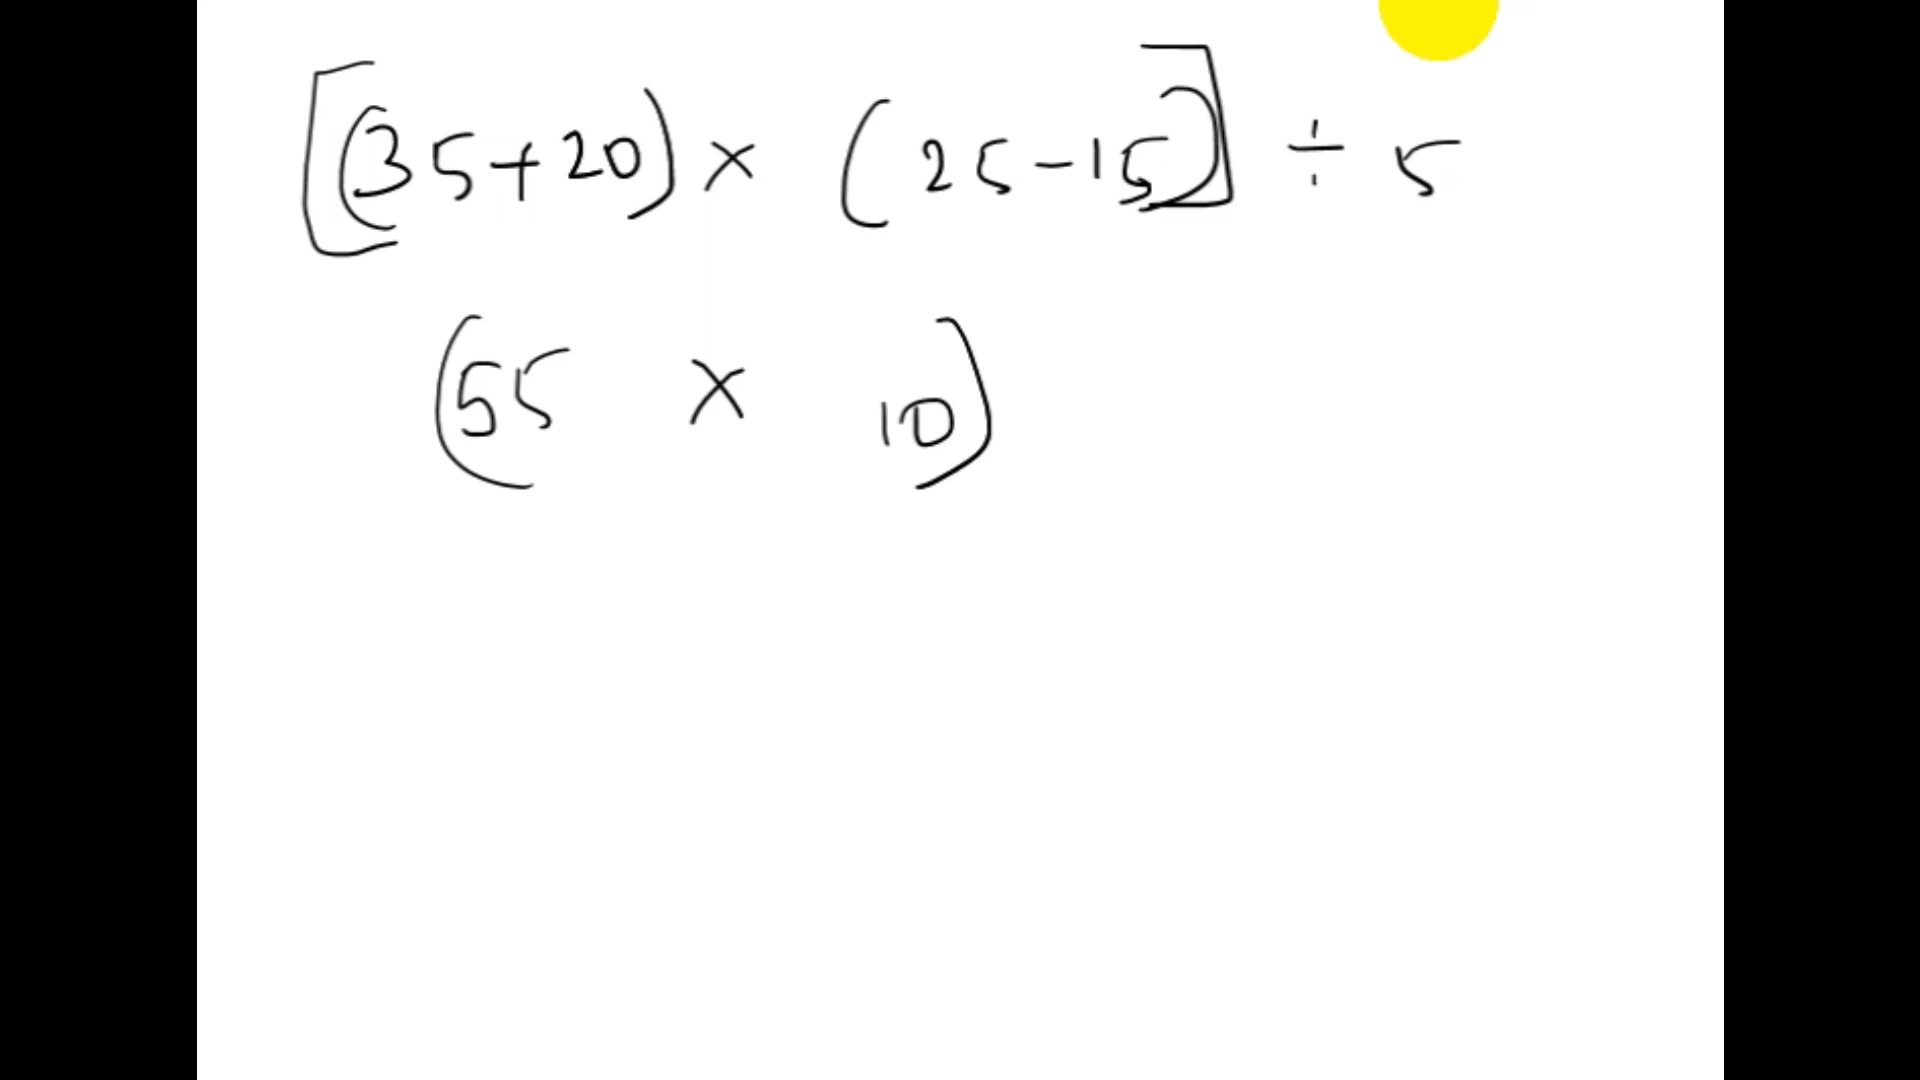 [(35+20) × (25-15)] ÷ 5
(55 × 10)